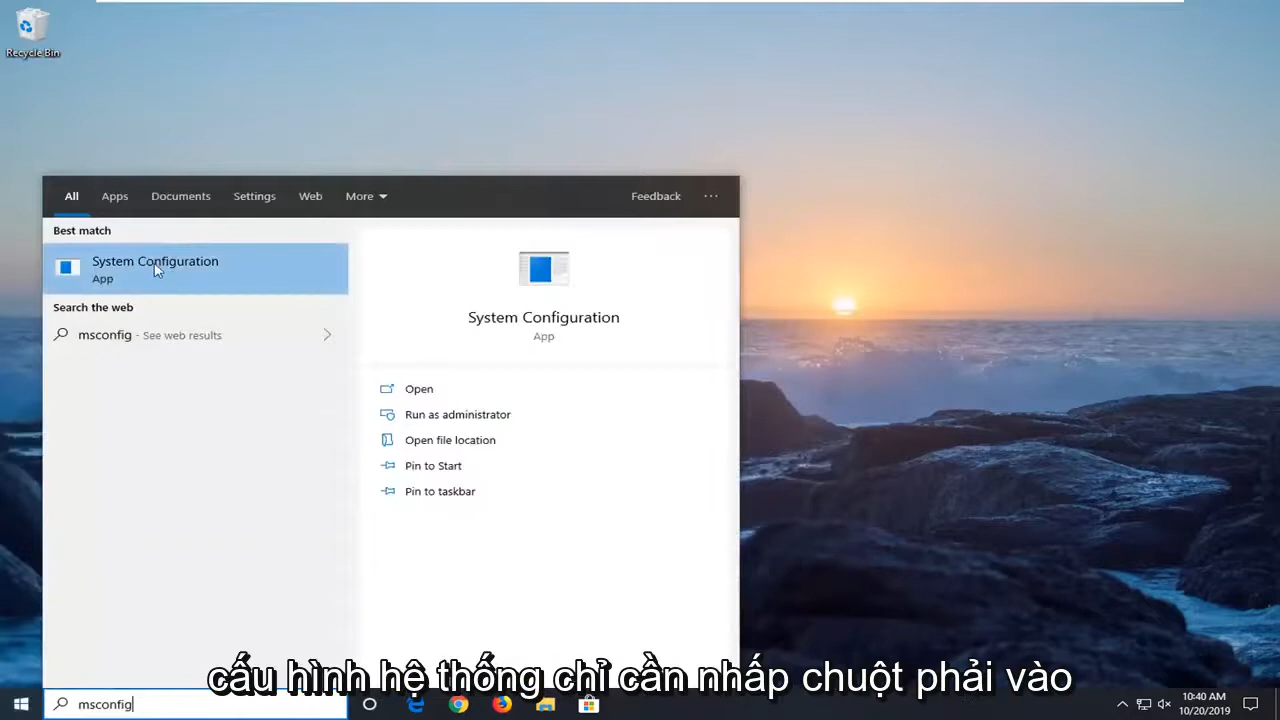 Recycle Bin
All Apps Documents Settings Web More Feedback ...
Best match
System Configuration
App
Search the web
msconfig - See web results
System Configuration
App
Open
Run as administrator
Open file location
Pin to Start
Pin to taskbar
cấu hình hệ thống chỉ cần nhấp chuột phải vào
msconfig
10:40 AM
10/20/2019